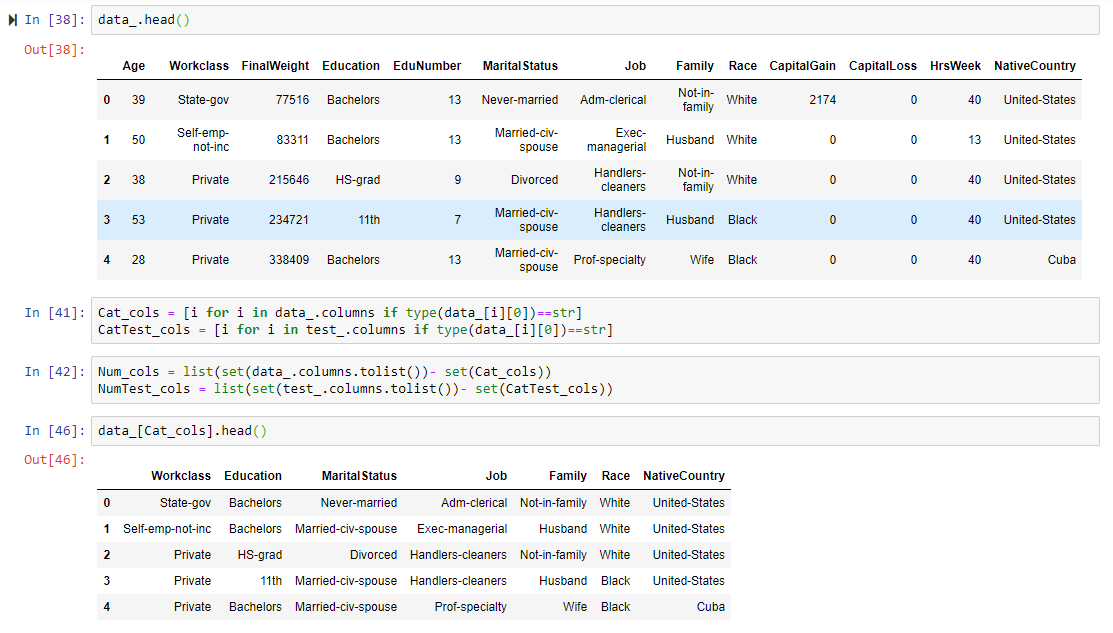 In [38]: data_.head()
Out[38]:
Age Workclass FinalWeight Education EduNumber MaritalStatus Job Family Race CapitalGain CapitalLoss HrsWeek NativeCountry
0 39 State-gov 77516 Bachelors 13 Never-married Adm-clerical Not-in-family White 2174 0 40 United-States
1 50 Self-emp-not-inc 83311 Bachelors 13 Married-civ-spouse Exec-managerial Husband White 0 0 13 United-States
2 38 Private 215646 HS-grad 9 Divorced Handlers-cleaners Not-in-family White 0 0 40 United-States
3 53 Private 234721 11th 7 Married-civ-spouse Handlers-cleaners Husband Black 0 0 40 United-States
4 28 Private 338409 Bachelors 13 Married-civ-spouse Prof-specialty Wife Black 0 0 40 Cuba
In [41]: Cat_cols = [i for i in data_.columns if type(data_[i][0])==str]
CatTest_cols = [i for i in test_.columns if type(data_[i][0])==str]
In [42]: Num_cols = list(set(data_.columns.tolist())- set(Cat_cols))
NumTest_cols = list(set(test_.columns.tolist())- set(CatTest_cols))
In [46]: data_[Cat_cols].head()
Out[46]:
Workclass Education MaritalStatus Job Family Race NativeCountry
0 State-gov Bachelors Never-married Adm-clerical Not-in-family White United-States
1 Self-emp-not-inc Bachelors Married-civ-spouse Exec-managerial Husband White United-States
2 Private HS-grad Divorced Handlers-cleaners Not-in-family White United-States
3 Private 11th Married-civ-spouse Handlers-cleaners Husband Black United-States
4 Private Bachelors Married-civ-spouse Prof-specialty Wife Black Cuba